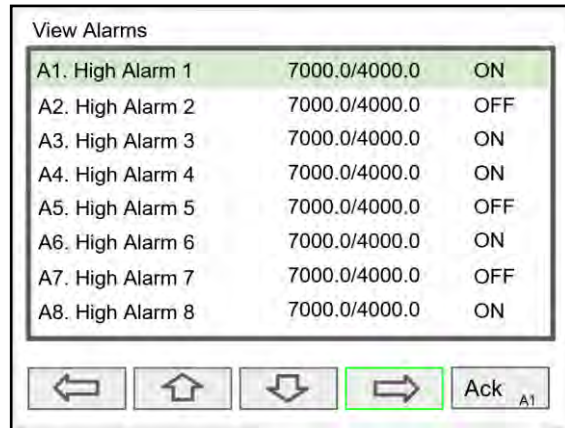 View Alarms
A1. High Alarm 1 7000.0/4000.0 ON
A2. High Alarm 2 7000.0/4000.0 OFF
A3. High Alarm 3 7000.0/4000.0 ON
A4. High Alarm 4 7000.0/4000.0 ON
A5. High Alarm 5 7000.0/4000.0 OFF
A6. High Alarm 6 7000.0/4000.0 ON
A7. High Alarm 7 7000.0/4000.0 OFF
A8. High Alarm 8 7000.0/4000.0 ON
Ack A1